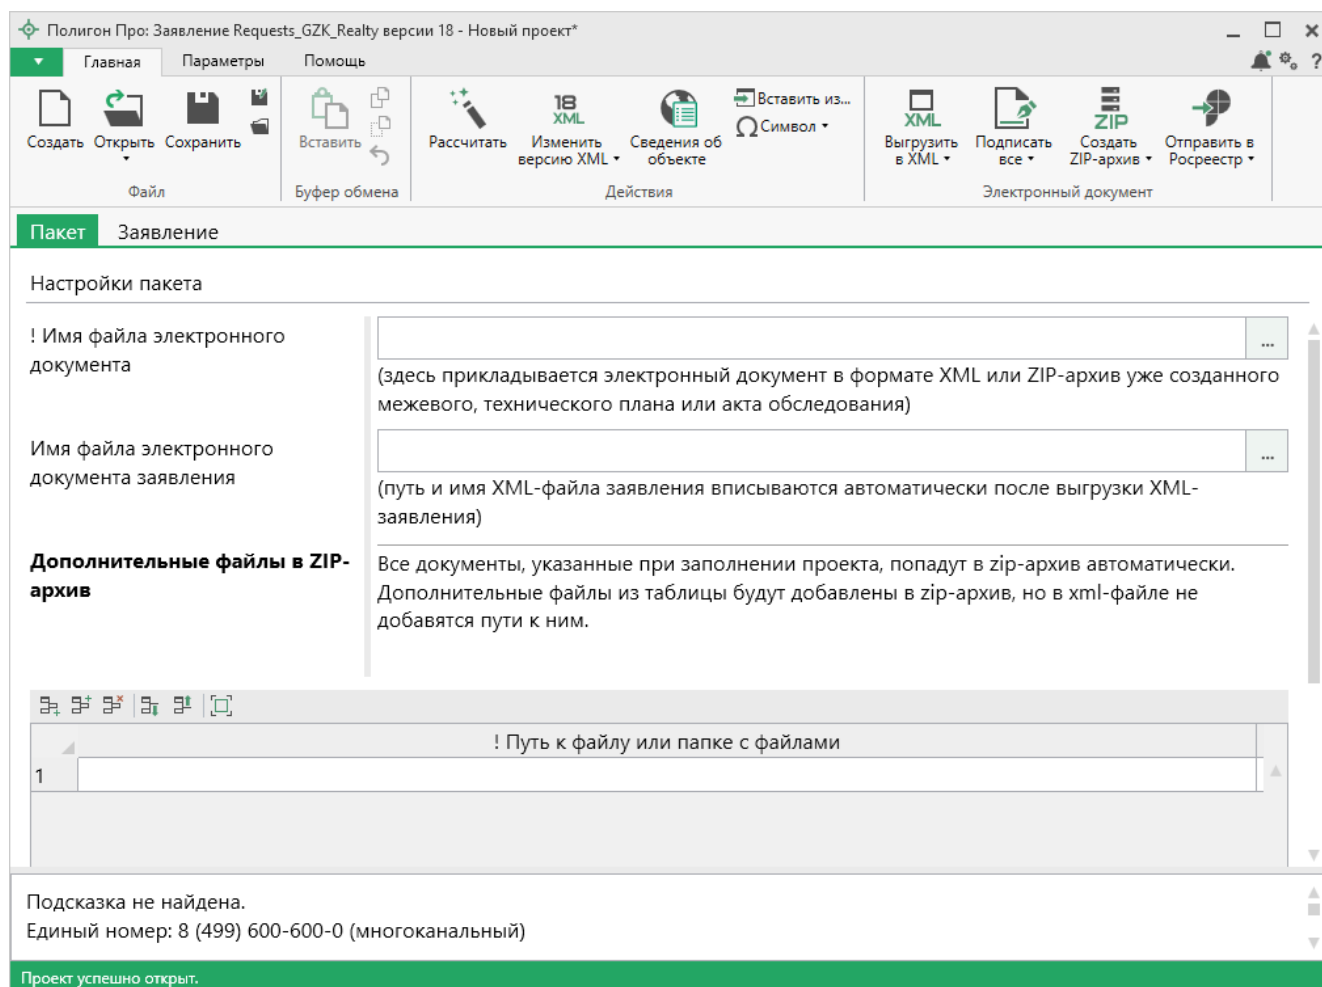 Полигон Про: Заявление Requests_GZK_Realty версии 18 - Новый проект*
Главная Параметры Помощь
?
Создать Открыть Сохранить
Файл
Вставить
Буфер обмена
Рассчитать
18 XML
Изменить
версию XML
Сведения об
объекте
Вставить из...
Символ
Действия
XML
Выгрузить
в XML
Подписать
все
ZIP
Создать
ZIP-архив
Отправить в
Росреестр
Электронный документ
Пакет Заявление
Настройки пакета
! Имя файла электронного
документа
...
(здесь прикладывается электронный документ в формате XML или ZIP-архив уже созданного
межевого, технического плана или акта обследования)
Имя файла электронного
документа заявления
...
(путь и имя XML-файла заявления вписываются автоматически после выгрузки XML-
заявления)
Дополнительные файлы в ZIP-
архив
Все документы, указанные при заполнении проекта, попадут в zip-архив автоматически.
Дополнительные файлы из таблицы будут добавлены в zip-архив, но в xml-файле не
добавятся пути к ним.
! Путь к файлу или папке с файлами
1
Подсказка не найдена.
Единый номер: 8 (499) 600-600-0 (многоканальный)
Проект успешно открыт.